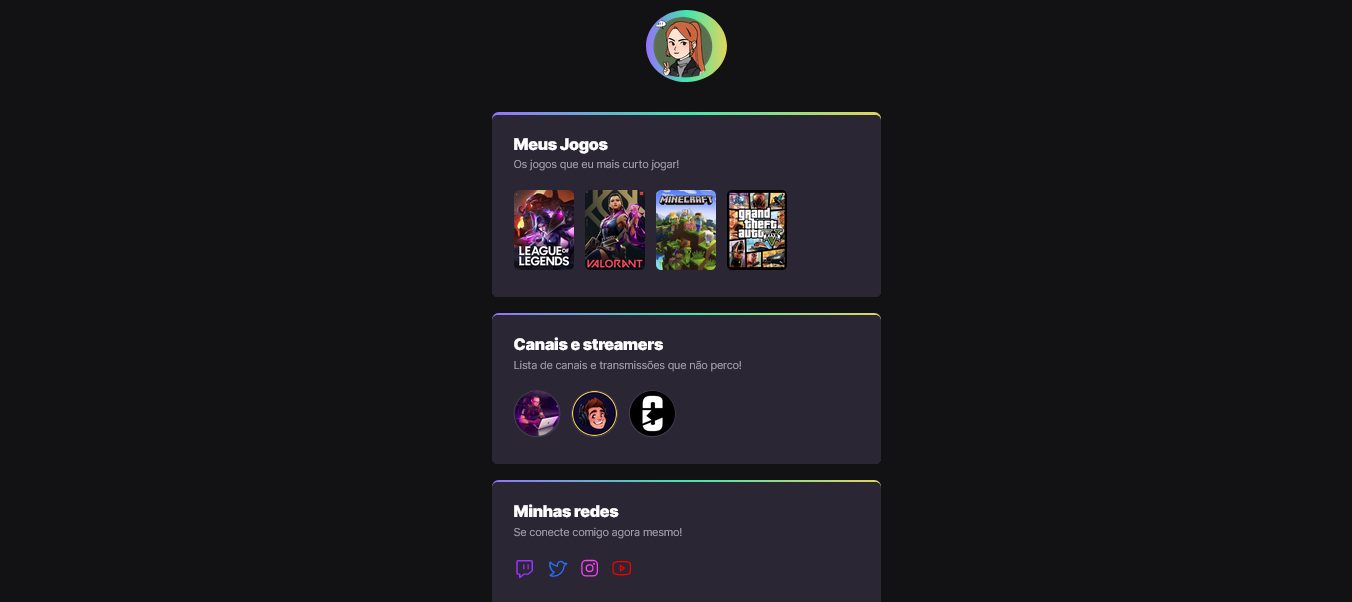 Meus Jogos
Os jogos que eu mais curto jogar!
LEAGUE OF
LEGENDS
VALORANT
MINECRAFT
grand
theft
auto
Canais e streamers
Lista de canais e transmissões que não perco!
Minhas redes
Se conecte comigo agora mesmo!